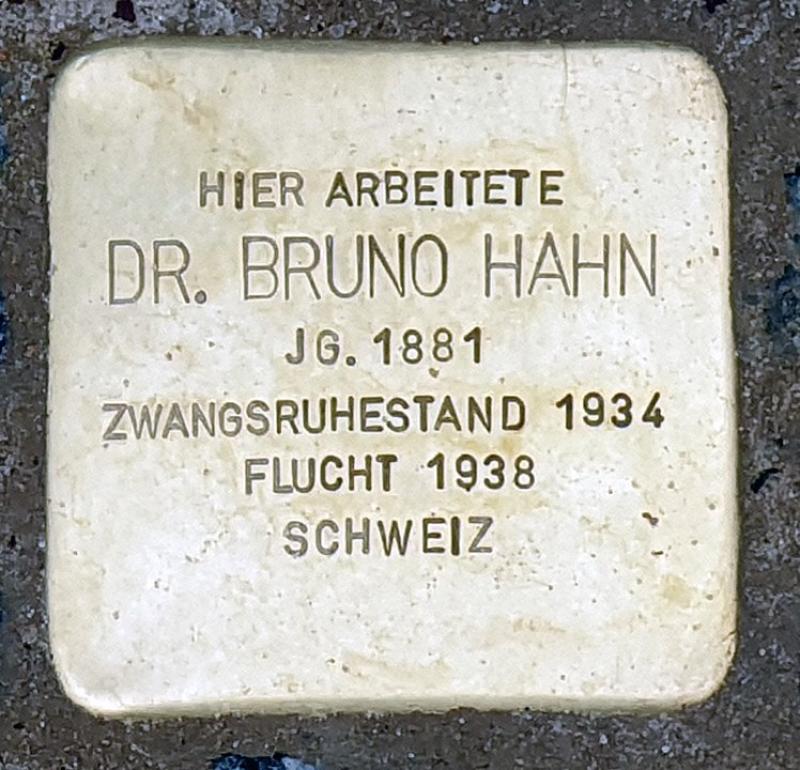 HIER ARBEITETE
DR. BRUNO HAHN
JG. 1881
ZWANGSRUHESTAND 1934
FLUCHT 1938
SCHWEIZ